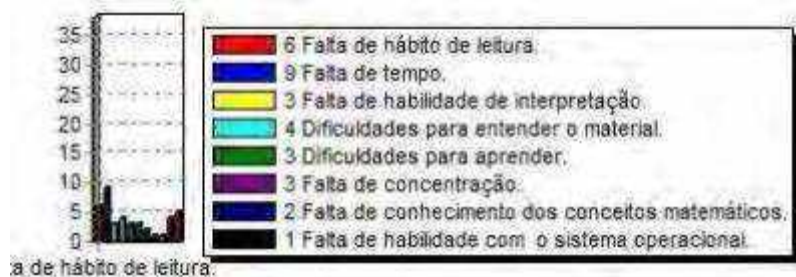 35
30
25
20
15
10
5
0
6 Falta de hábito de leitura.
9 Falta de tempo.
3 Falta de habilidade de interpretação.
4 Dificuldades para entender o material.
3 Dificuldades para aprender.
3 Falta de concentração.
2 Falta de conhecimento dos conceitos matemáticos.
1 Falta de habilidade com o sistema operacional.
a de hábito de leitura.